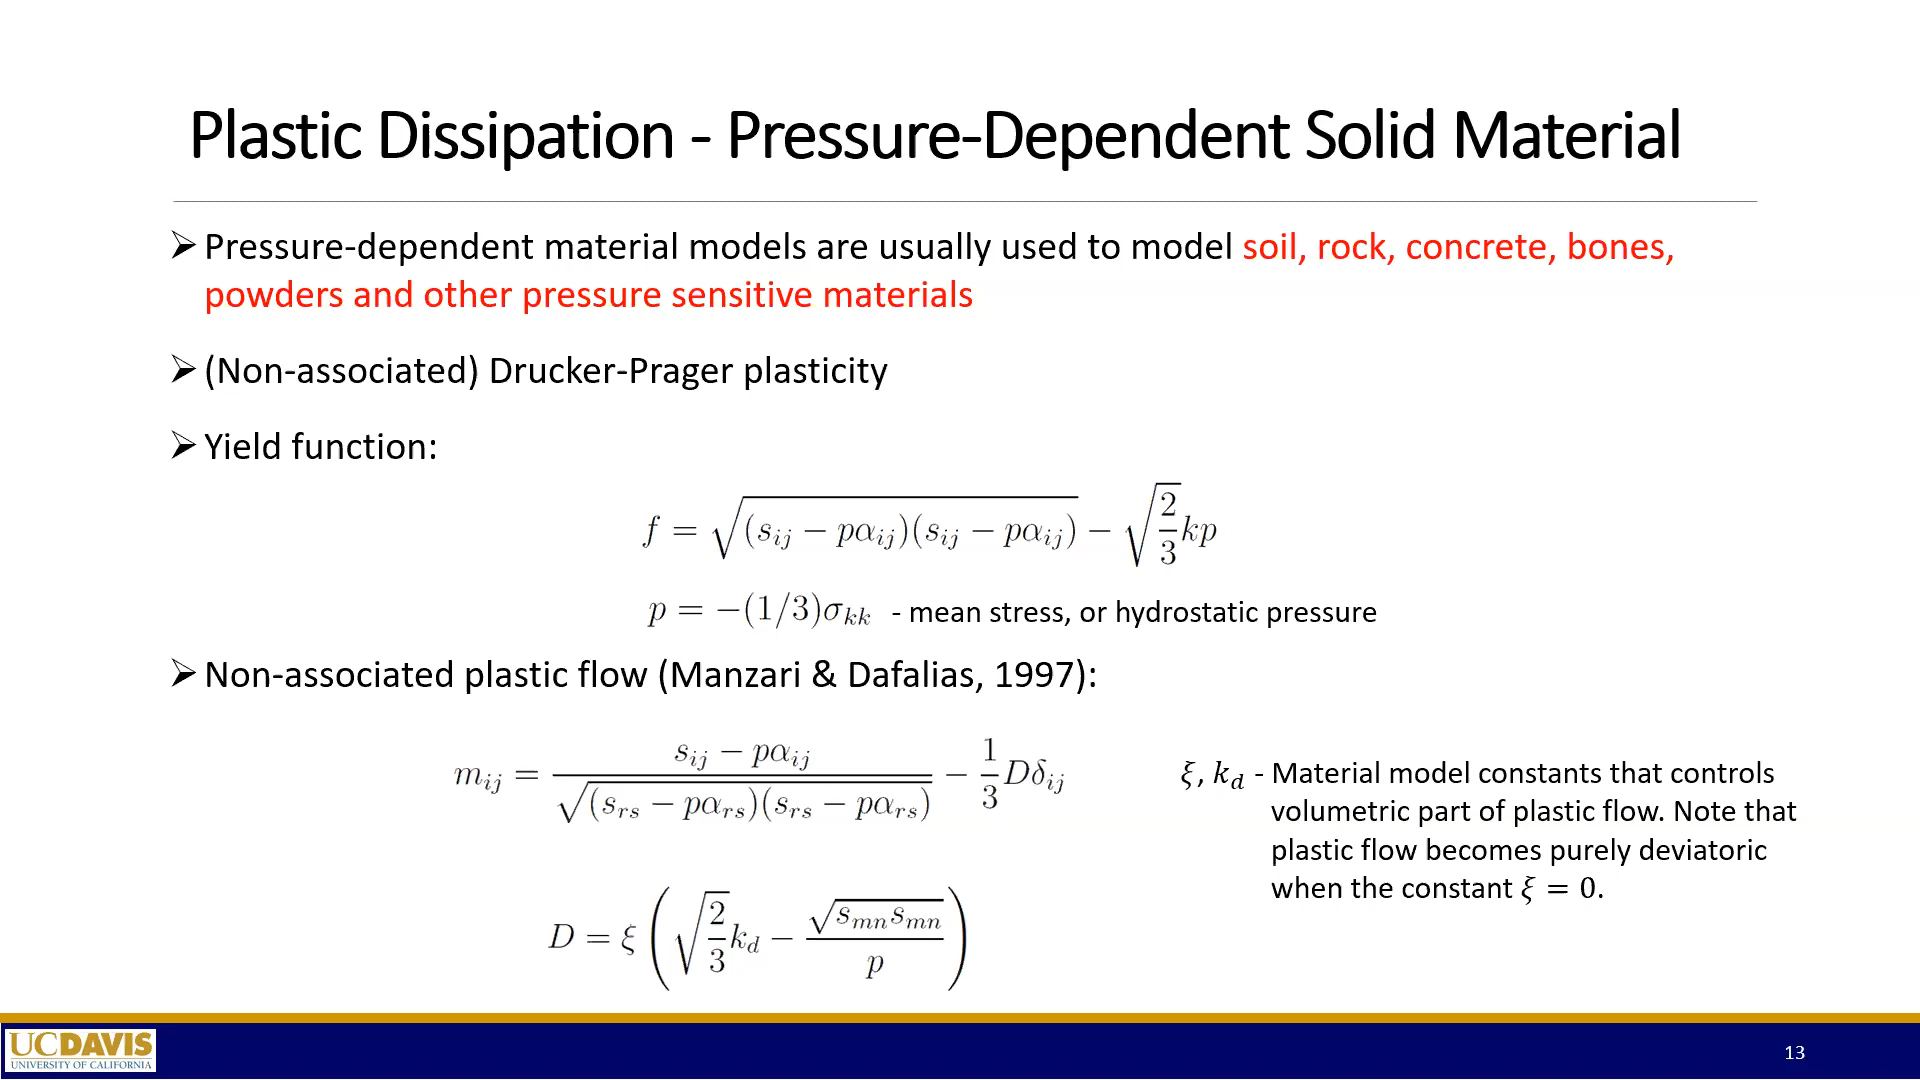 Plastic Dissipation - Pressure-Dependent Solid Material
➢ Pressure-dependent material models are usually used to model soil, rock, concrete, bones,
powders and other pressure sensitive materials
➢ (Non-associated) Drucker-Prager plasticity
➢ Yield function:
f = √((s_ij − pα_ij)(s_ij − pα_ij)) − √(2/3) kp
p = −(1/3)σ_kk - mean stress, or hydrostatic pressure
➢ Non-associated plastic flow (Manzari & Dafalias, 1997):
m_ij = (s_ij − pα_ij) / √((s_rs − pα_rs)(s_rs − pα_rs)) − (1/3) Dδ_ij
ξ, k_d - Material model constants that controls
volumetric part of plastic flow. Note that
plastic flow becomes purely deviatoric
when the constant ξ = 0.
D = ξ (√(2/3) k_d − √(s_mn s_mn) / p)
UCDAVIS
UNIVERSITY OF CALIFORNIA
13